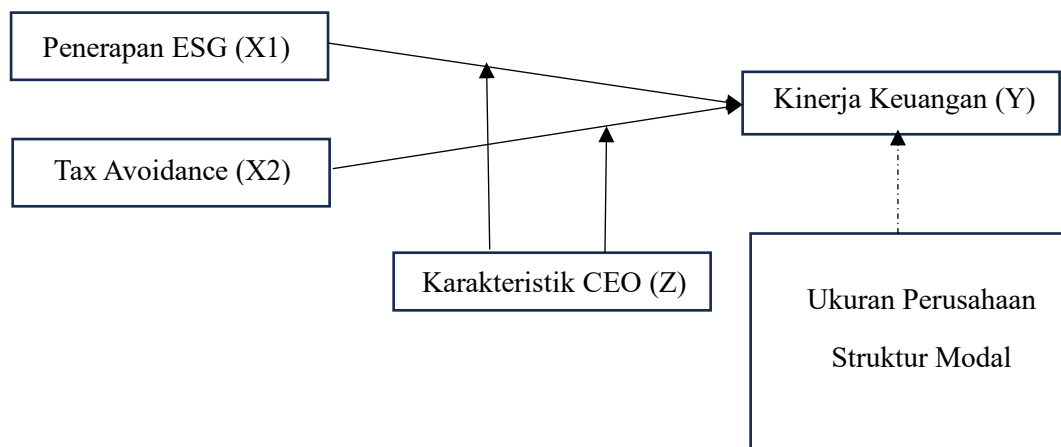 Penerapan ESG (X1)
Kinerja Keuangan (Y)
Tax Avoidance (X2)
Karakteristik CEO (Z)
Ukuran Perusahaan
Struktur Modal